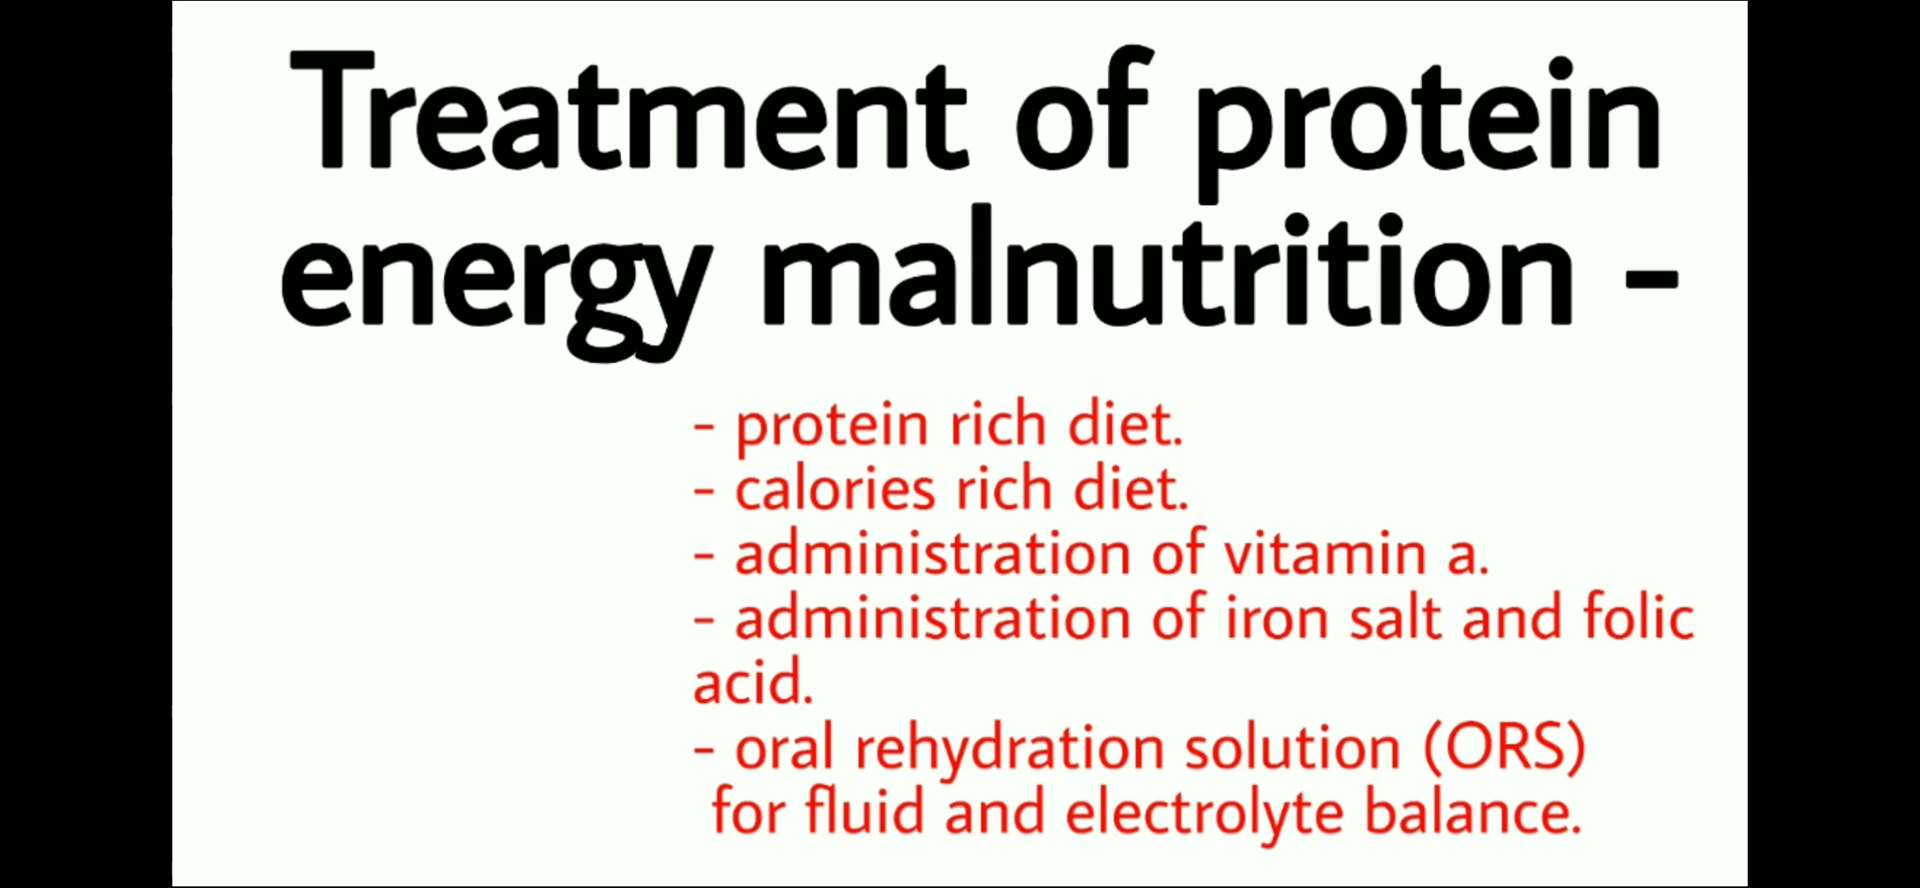 Treatment of protein
energy malnutrition -
- protein rich diet.
- calories rich diet.
- administration of vitamin a.
- administration of iron salt and folic
acid.
- oral rehydration solution (ORS)
for fluid and electrolyte balance.